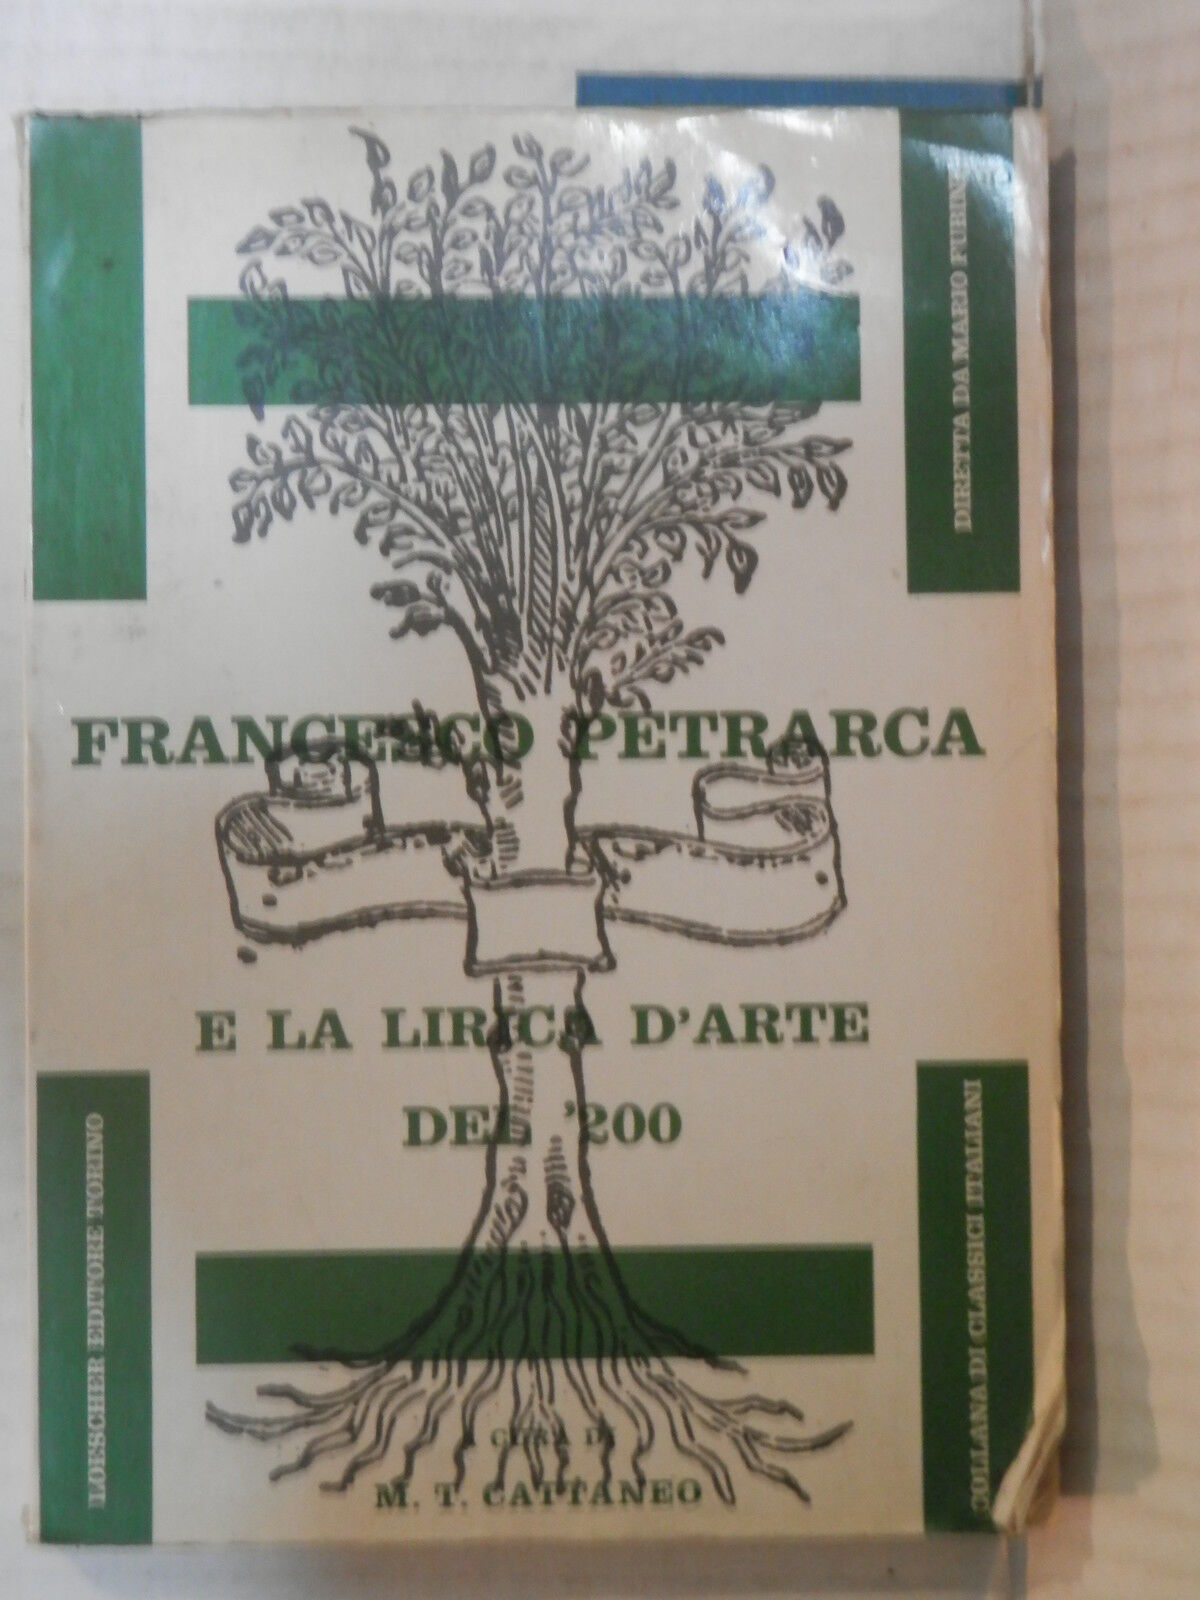 DIRETTA DA MARIO FUBINI
FRANCESCO PETRARCA
E LA LIRICA D'ARTE
DEL '200
LOESCHER EDITORE TORINO
COLLANA DI CLASSICI ITALIANI
A CURA DI
M. T. CATTANEO